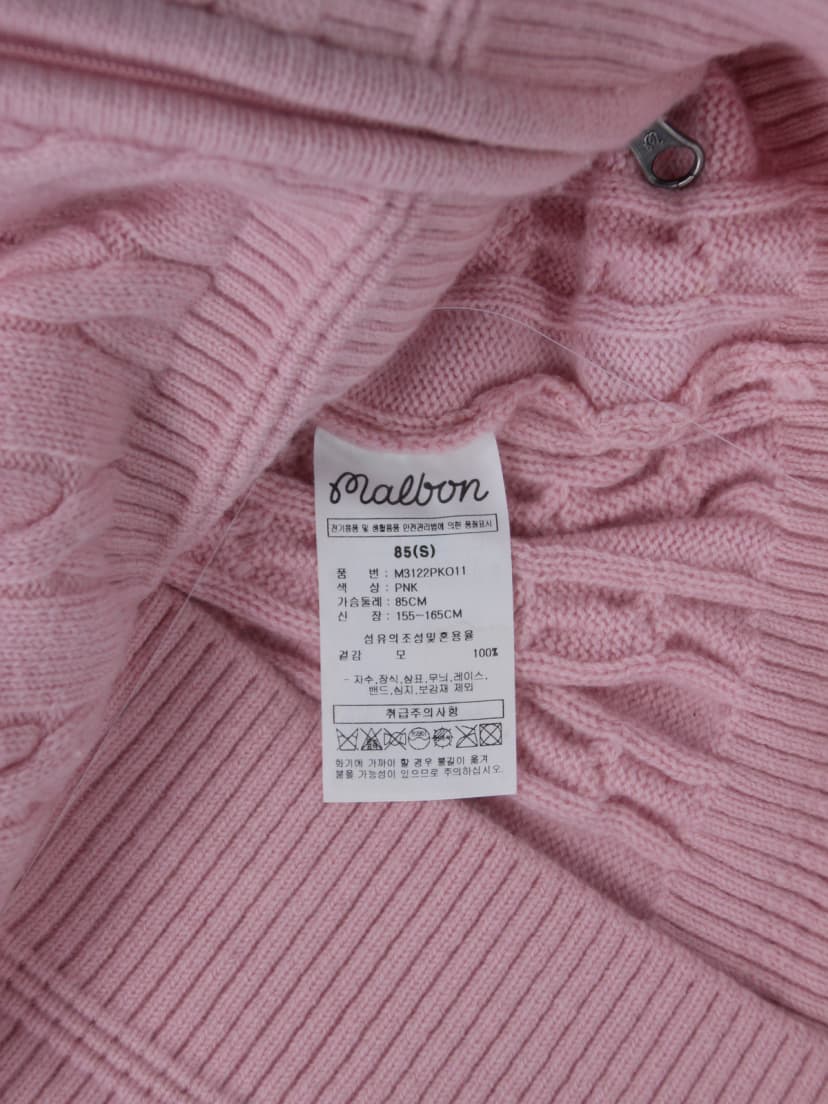 malbon
전기용품 및 생활용품 안전관리법에 의한 품질표시
85(S)
품 번 : M3122PK011
색 상 : PNK
가슴둘레 : 85CM
신 장 : 155~165CM
섬유의조성및혼용율
겉감 모 100%
- 자수,장식,상표,무늬,레이스,
밴드,심지,보강재 제외
취급주의사항
화기에 가까이 할 경우 불길이 옮겨
붙을 가능성이 있으므로 주의하십시오.